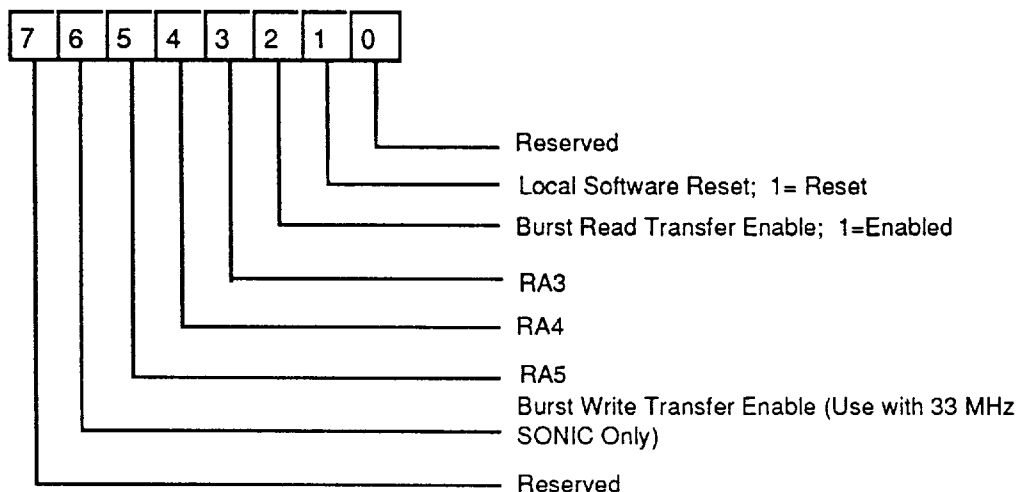 7 6 5 4 3 2 1 0
Reserved
Local Software Reset; 1= Reset
Burst Read Transfer Enable; 1=Enabled
RA3
RA4
RA5
Burst Write Transfer Enable (Use with 33 MHz
SONIC Only)
Reserved